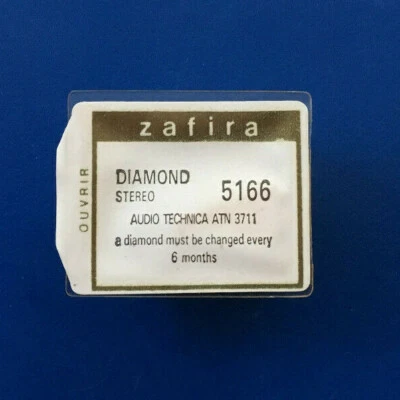 zafira
OUVRIR
DIAMOND
STEREO
5166
AUDIO TECHNICA ATN 3711
a diamond must be changed every
6 months